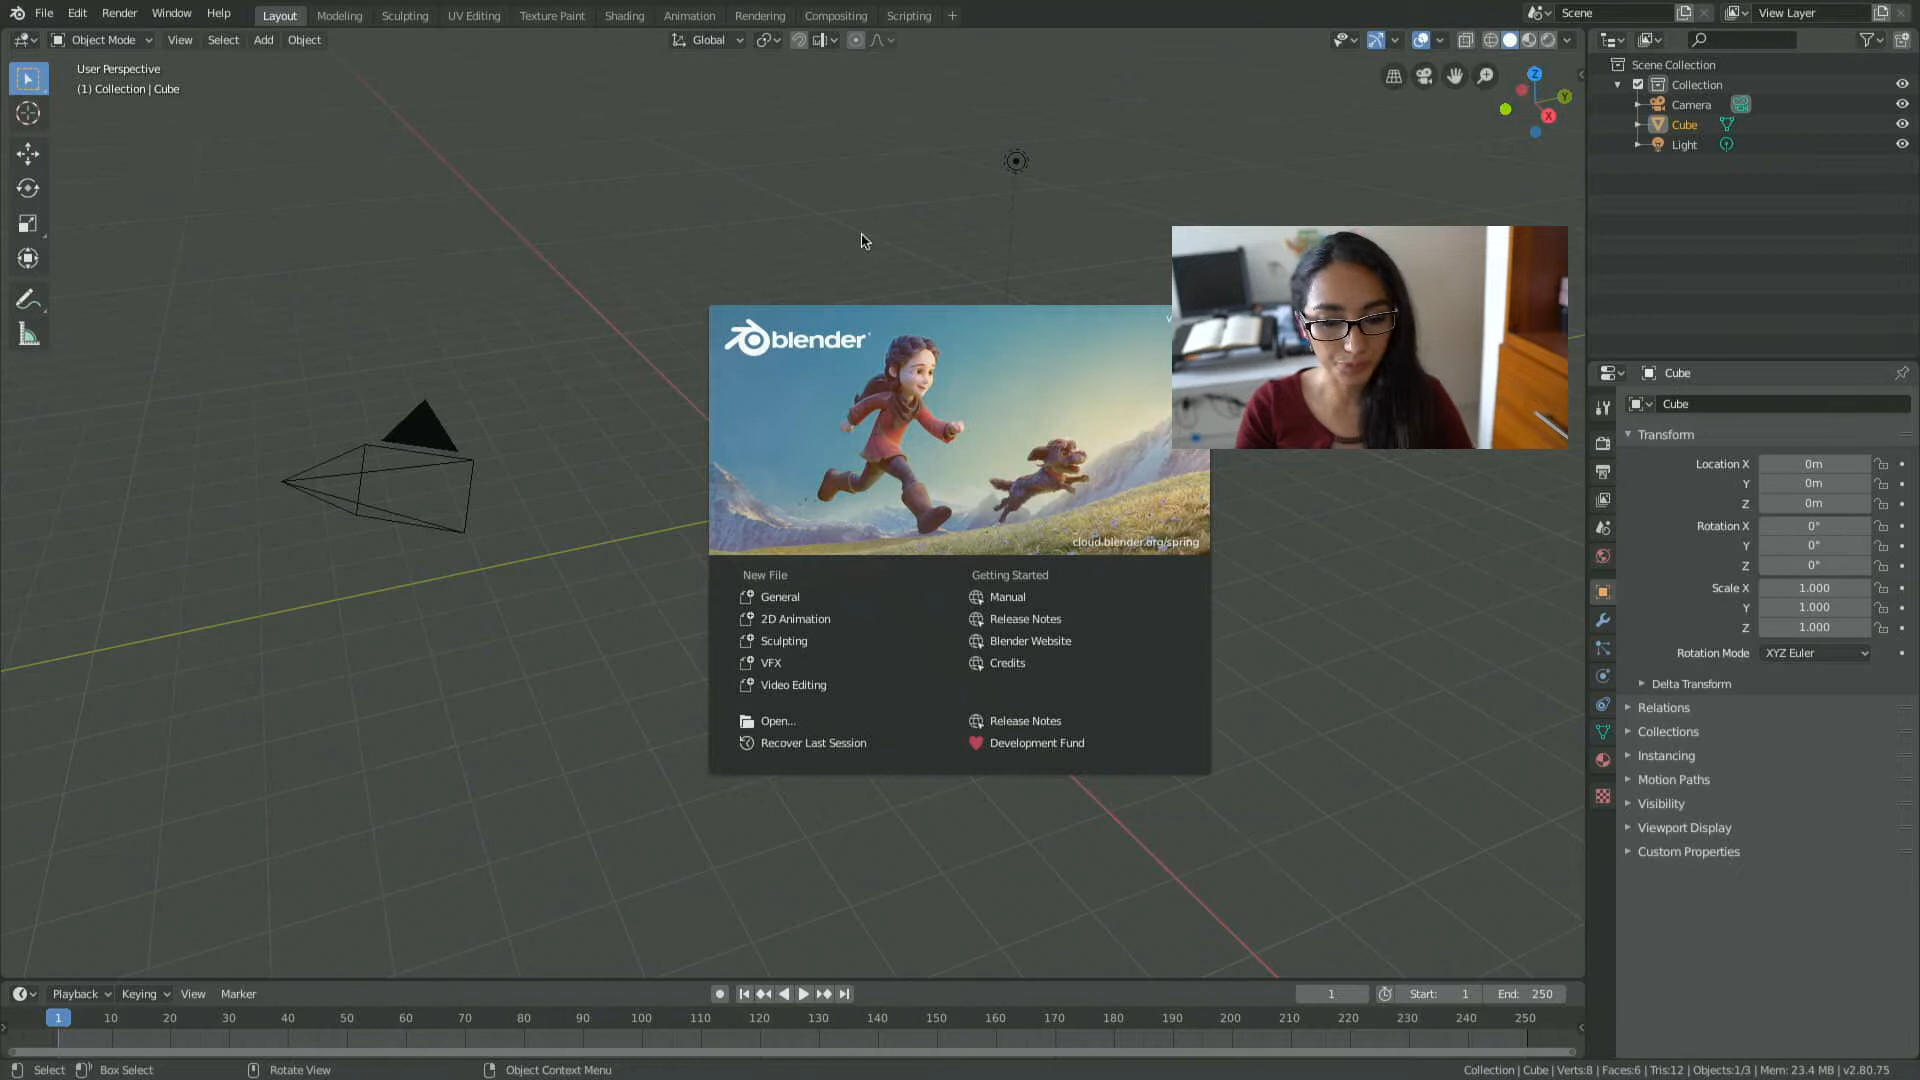 File Edit Render Window Help
Layout Modeling Sculpting UV Editing Texture Paint Shading Animation Rendering Compositing Scripting +
Scene
View Layer
Object Mode View Select Add Object
Global
User Perspective
(1) Collection | Cube
Z
Y
X
Scene Collection
Collection
Camera
Cube
Light
blender
v
cloud.blender.org/spring
New File
General
2D Animation
Sculpting
VFX
Video Editing
Open...
Recover Last Session
Getting Started
Manual
Release Notes
Blender Website
Credits
Release Notes
Development Fund
Cube
Cube
Transform
Location X 0m
Y 0m
Z 0m
Rotation X 0°
Y 0°
Z 0°
Scale X 1.000
Y 1.000
Z 1.000
Rotation Mode XYZ Euler
Delta Transform
Relations
Collections
Instancing
Motion Paths
Visibility
Viewport Display
Custom Properties
Playback Keying View Marker
1
Start: 1
End: 250
1 10 20 30 40 50 60 70 80 90 100 110 120 130 140 150 160 170 180 190 200 210 220 230 240 250
Select Box Select Rotate View Object Context Menu
Collection | Cube | Verts:8 | Faces:6 | Tris:12 | Objects:1/3 | Mem: 23.4 MB | v2.80.75